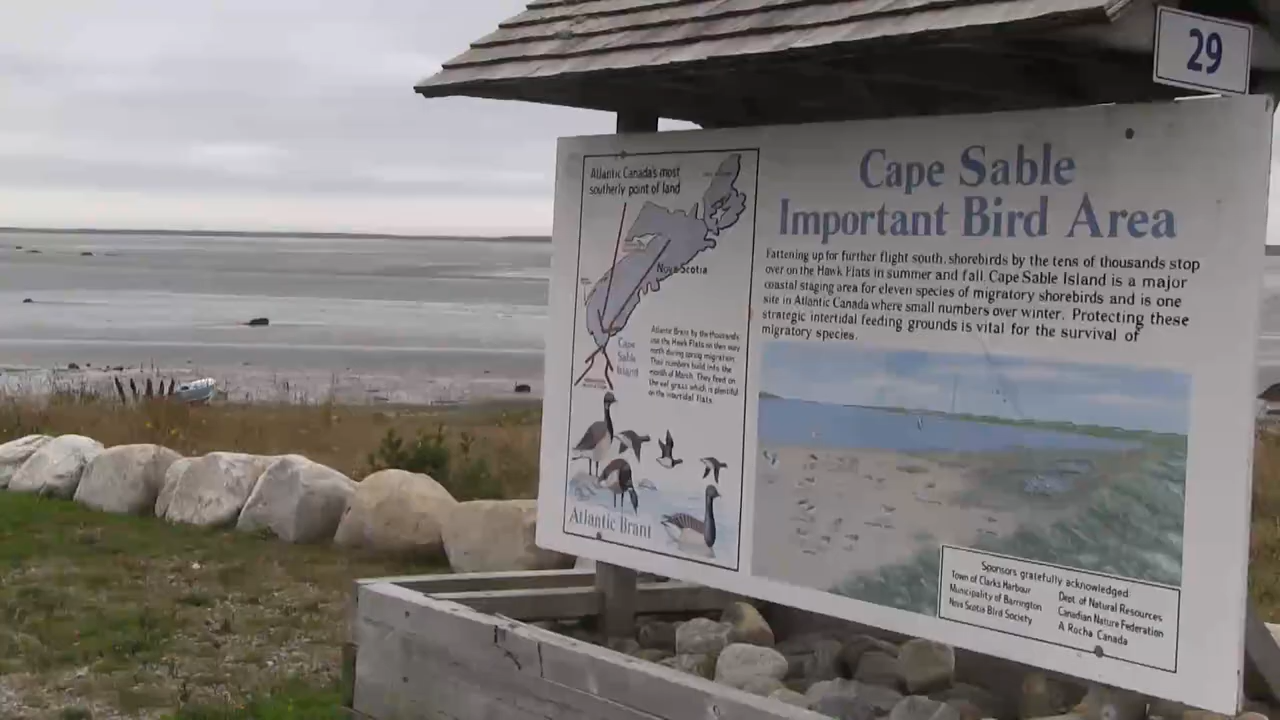 29
Cape Sable
Important Bird Area
Fattening up for further flight south, shorebirds by the tens of thousands stop
over on the Hawk Flats in summer and fall. Cape Sable Island is a major
coastal staging area for eleven species of migratory shorebirds and is one
site in Atlantic Canada where small numbers over winter. Protecting these
strategic intertidal feeding grounds is vital for the survival of
migratory species.
Atlantic Canada's most
southerly point of land
Nova Scotia
Cape
Sable
Island
Atlantic Brant by the thousands
use the Hawk Flats on their way
north during spring migration.
Their numbers build into the
month of March. They feed on
the eel grass which is plentiful
on the intertidal flats.
Atlantic Brant
Sponsors gratefully acknowledged:
Town of Clarks Harbour
Municipality of Barrington
Nova Scotia Bird Society
Dept. of Natural Resources
Canadian Nature Federation
A Rocha Canada